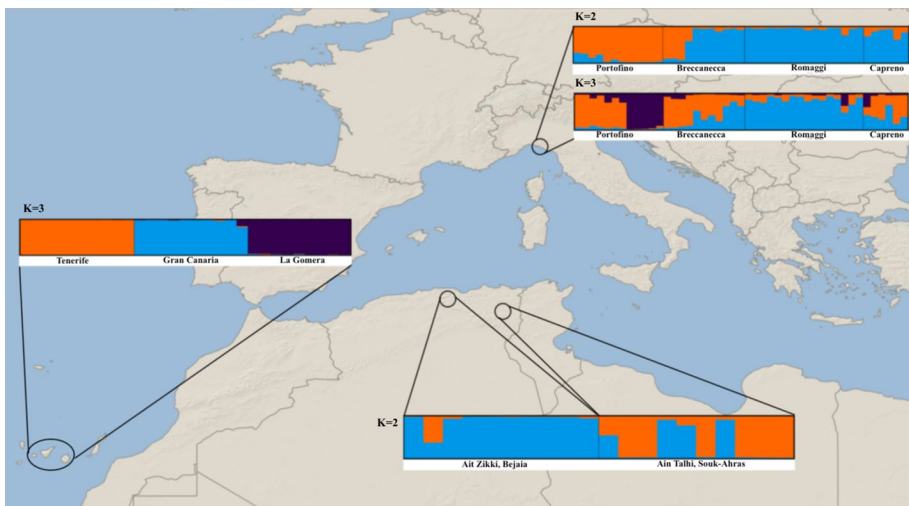 K=2
Portofino Breccanecca Romaggi Capreno
K=3
Portofino Breccanecca Romaggi Capreno
K=3
Tenerife Gran Canaria La Gomera
K=2
Ait Zikki, Bejaia Ain Talhi, Souk-Ahras